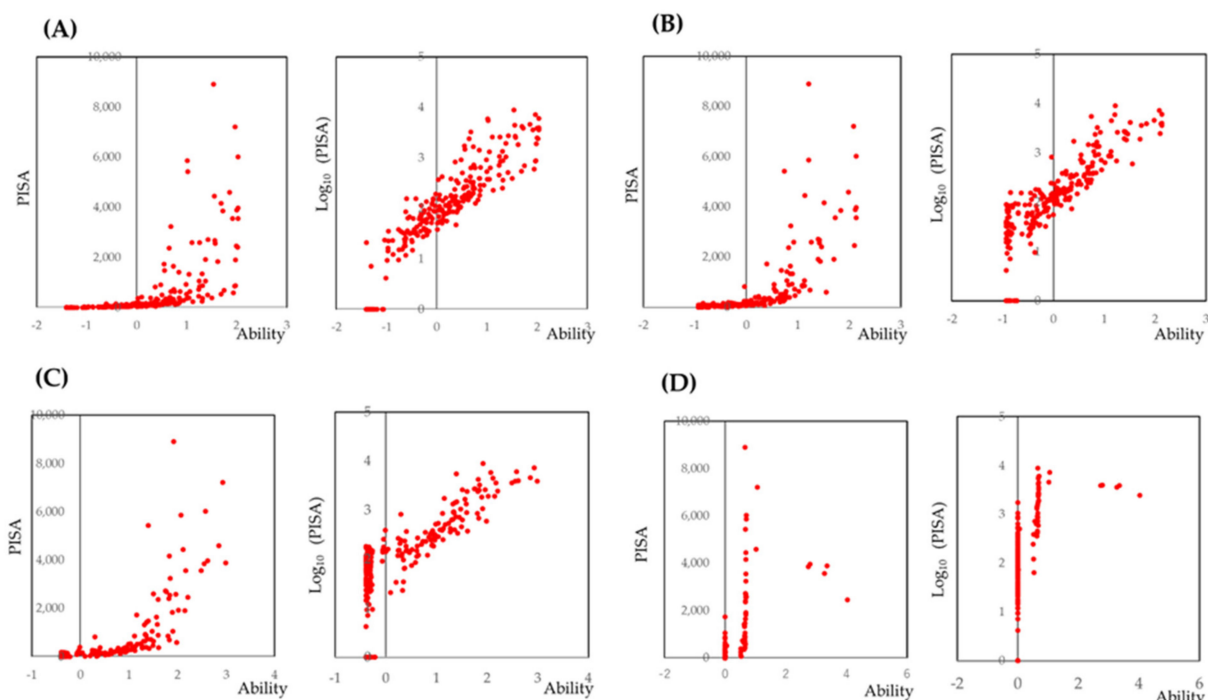 (A)
10,000
8,000
6,000
4,000
2,000
PISA
-2 -1 0 1 2 3
Ability
5
4
3
1
0
Log₁₀ (PISA)
-2 -1 0 1 2 3
Ability
(B)
10,000
8,000
6,000
4,000
2,000
PISA
-2 -1 0 1 2 3
Ability
5
4
3
1
0
Log₁₀ (PISA)
-2 -1 0 1 2 3
Ability
(C)
10,000
8,000
6,000
4,000
2,000
0
PISA
-1 0 1 2 3 4
Ability
5
4
3
1
0
Log₁₀ (PISA)
-1 0 1 2 3 4
Ability
(D)
10,000
8,000
6,000
4,000
2,000
0
PISA
-2 0 2 4 6
Ability
5
4
3
2
1
0
Log₁₀ (PISA)
-2 0 2 4 6
Ability